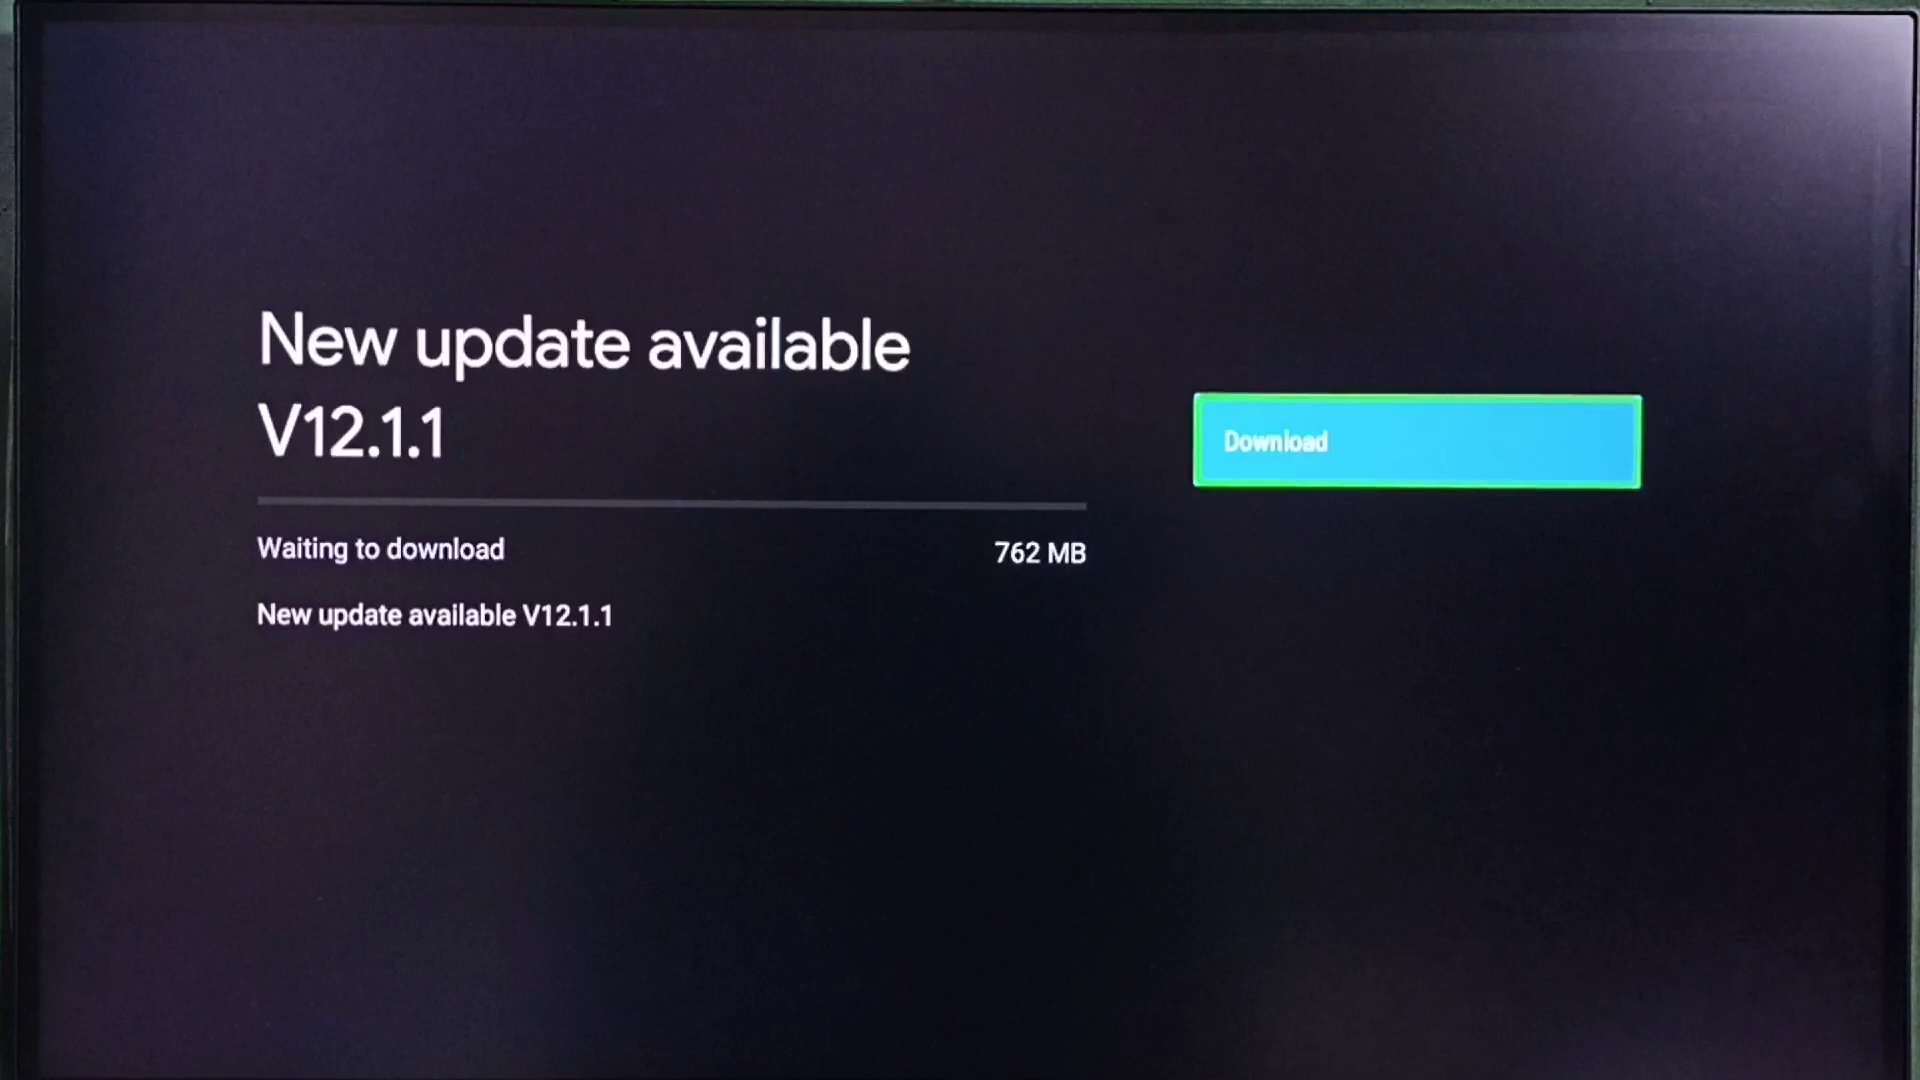 New update available
V12.1.1
Download
Waiting to download 762 MB
New update available V12.1.1